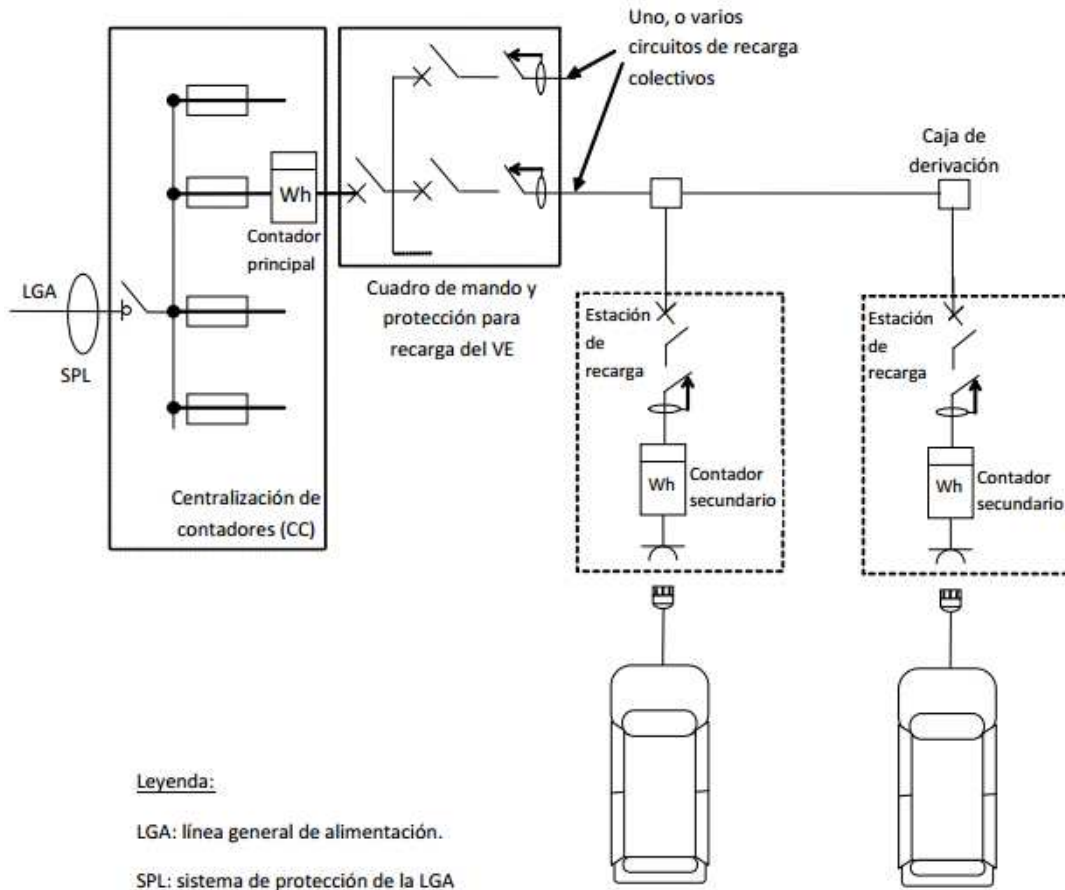 Uno, o varios
circuitos de recarga
colectivos
Caja de
derivación
Wh
Contador
principal
LGA
SPL
Cuadro de mando y
protección para
recarga del VE
Centralización de
contadores (CC)
Estación
de
recarga
Wh
Contador
secundario
Estación
de
recarga
Wh
Contador
secundario
Leyenda:
LGA: línea general de alimentación.
SPL: sistema de protección de la LGA